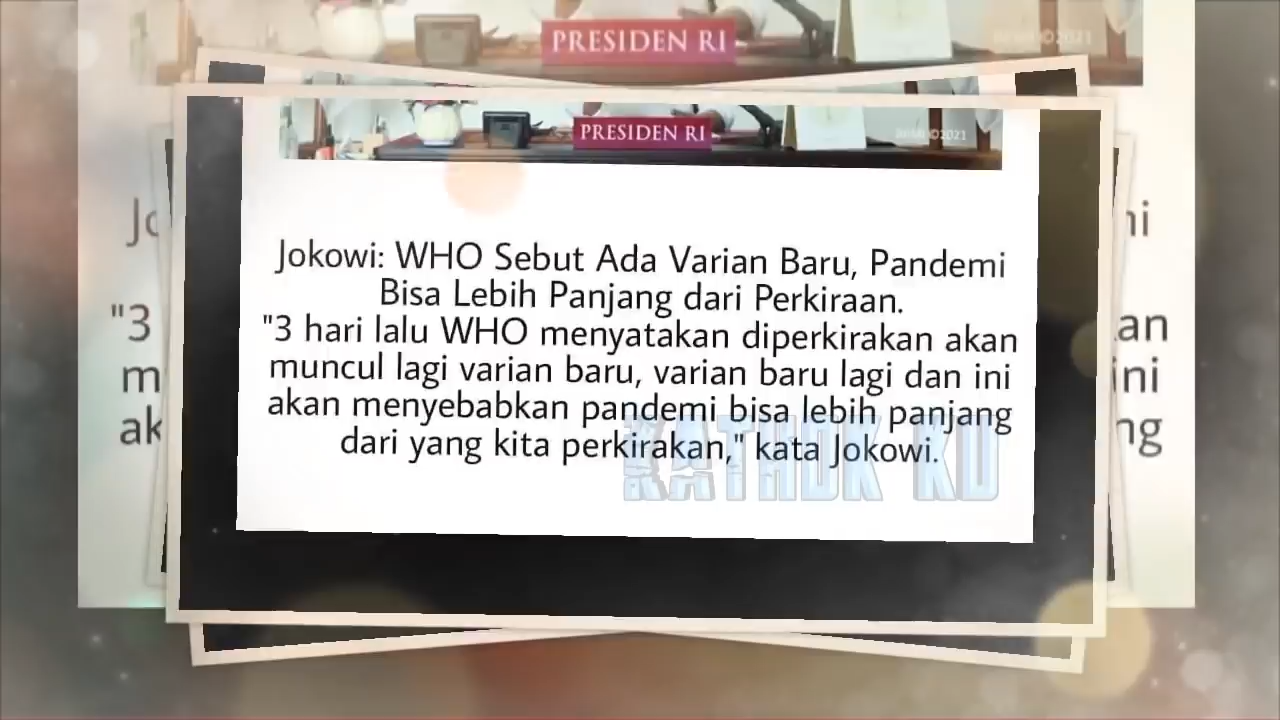 PRESIDEN RI
PRESIDEN RI
Jokowi: WHO Sebut Ada Varian Baru, Pandemi
Bisa Lebih Panjang dari Perkiraan.
"3 hari lalu WHO menyatakan diperkirakan akan
muncul lagi varian baru, varian baru lagi dan ini
akan menyebabkan pandemi bisa lebih panjang
dari yang kita perkirakan," kata Jokowi.
KATHOK KU